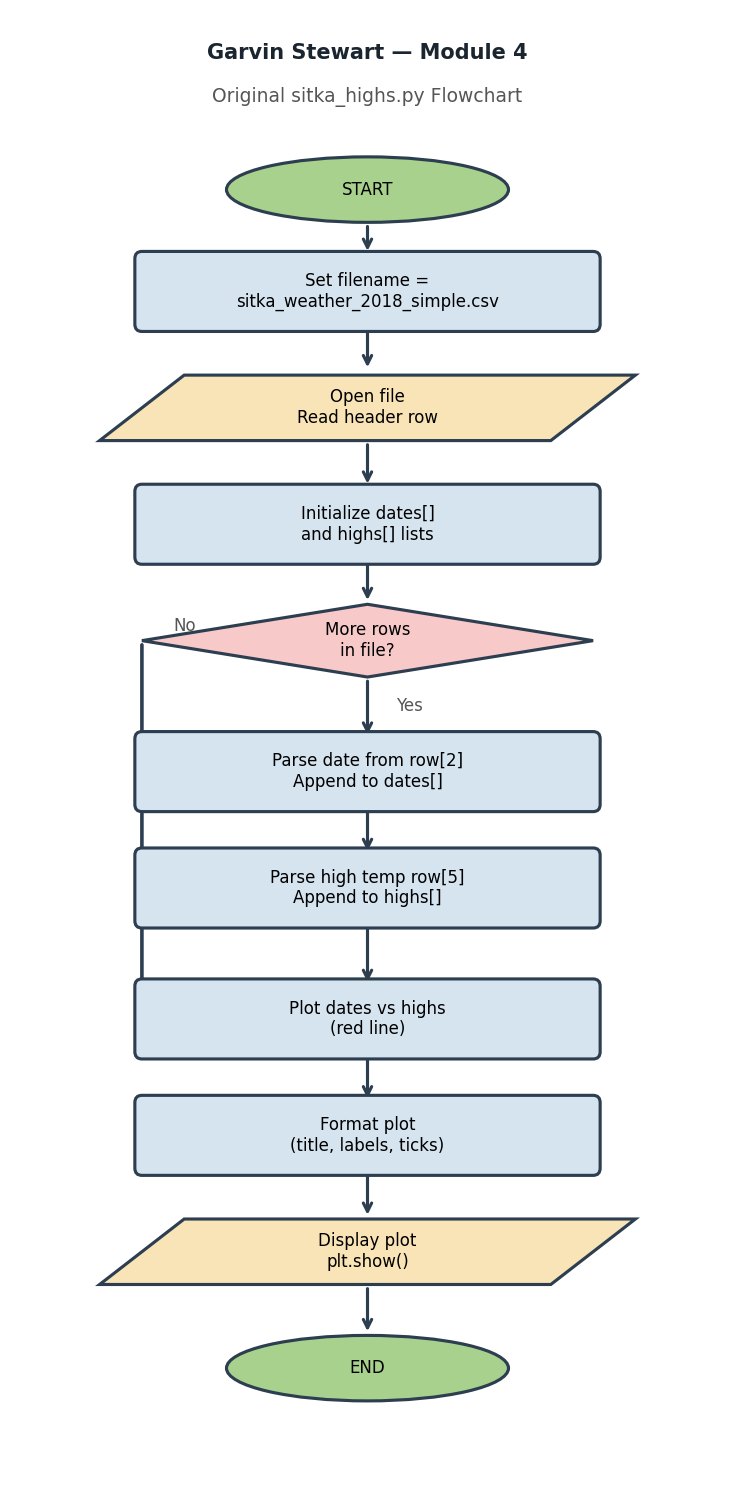 Garvin Stewart — Module 4
Original sitka_highs.py Flowchart
START
Set filename =
sitka_weather_2018_simple.csv
Open file
Read header row
Initialize dates[]
and highs[] lists
No
More rows
in file?
Yes
Parse date from row[2]
Append to dates[]
Parse high temp row[5]
Append to highs[]
Plot dates vs highs
(red line)
Format plot
(title, labels, ticks)
Display plot
plt.show()
END